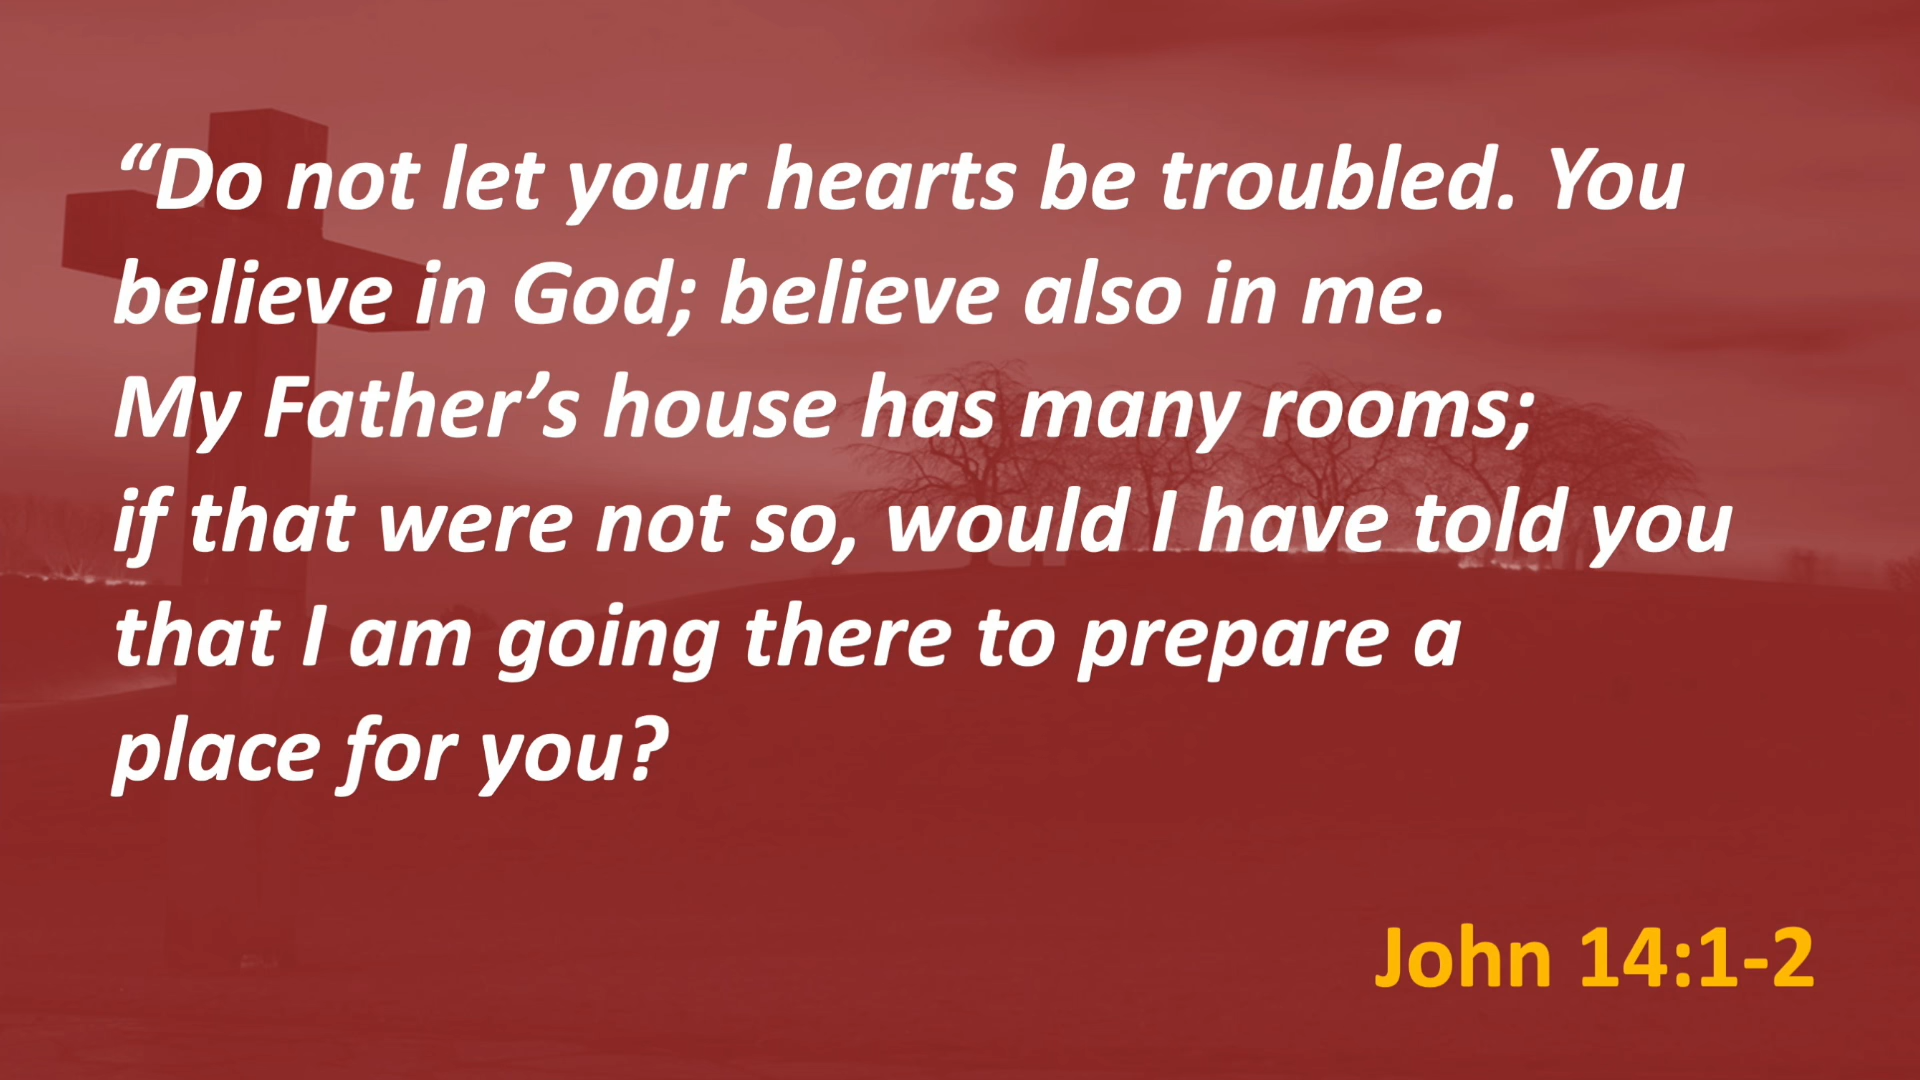 “Do not let your hearts be troubled. You
believe in God; believe also in me.
My Father’s house has many rooms;
if that were not so, would I have told you
that I am going there to prepare a
place for you?
John 14:1-2